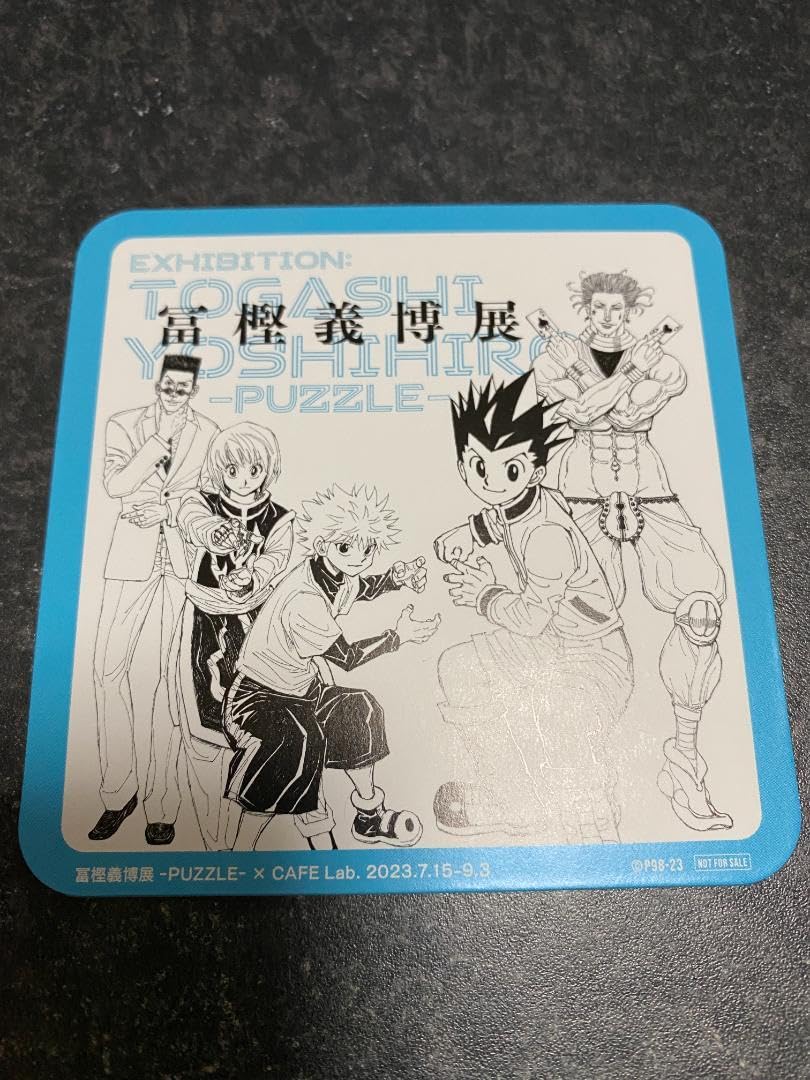 EXHIBITION:
TOGASHI
冨樫義博展
YOSHIHIRO
-PUZZLE-
冨樫義博展 -PUZZLE- × CAFE Lab. 2023.7.15-9.3
©P98-23
NOT FOR SALE